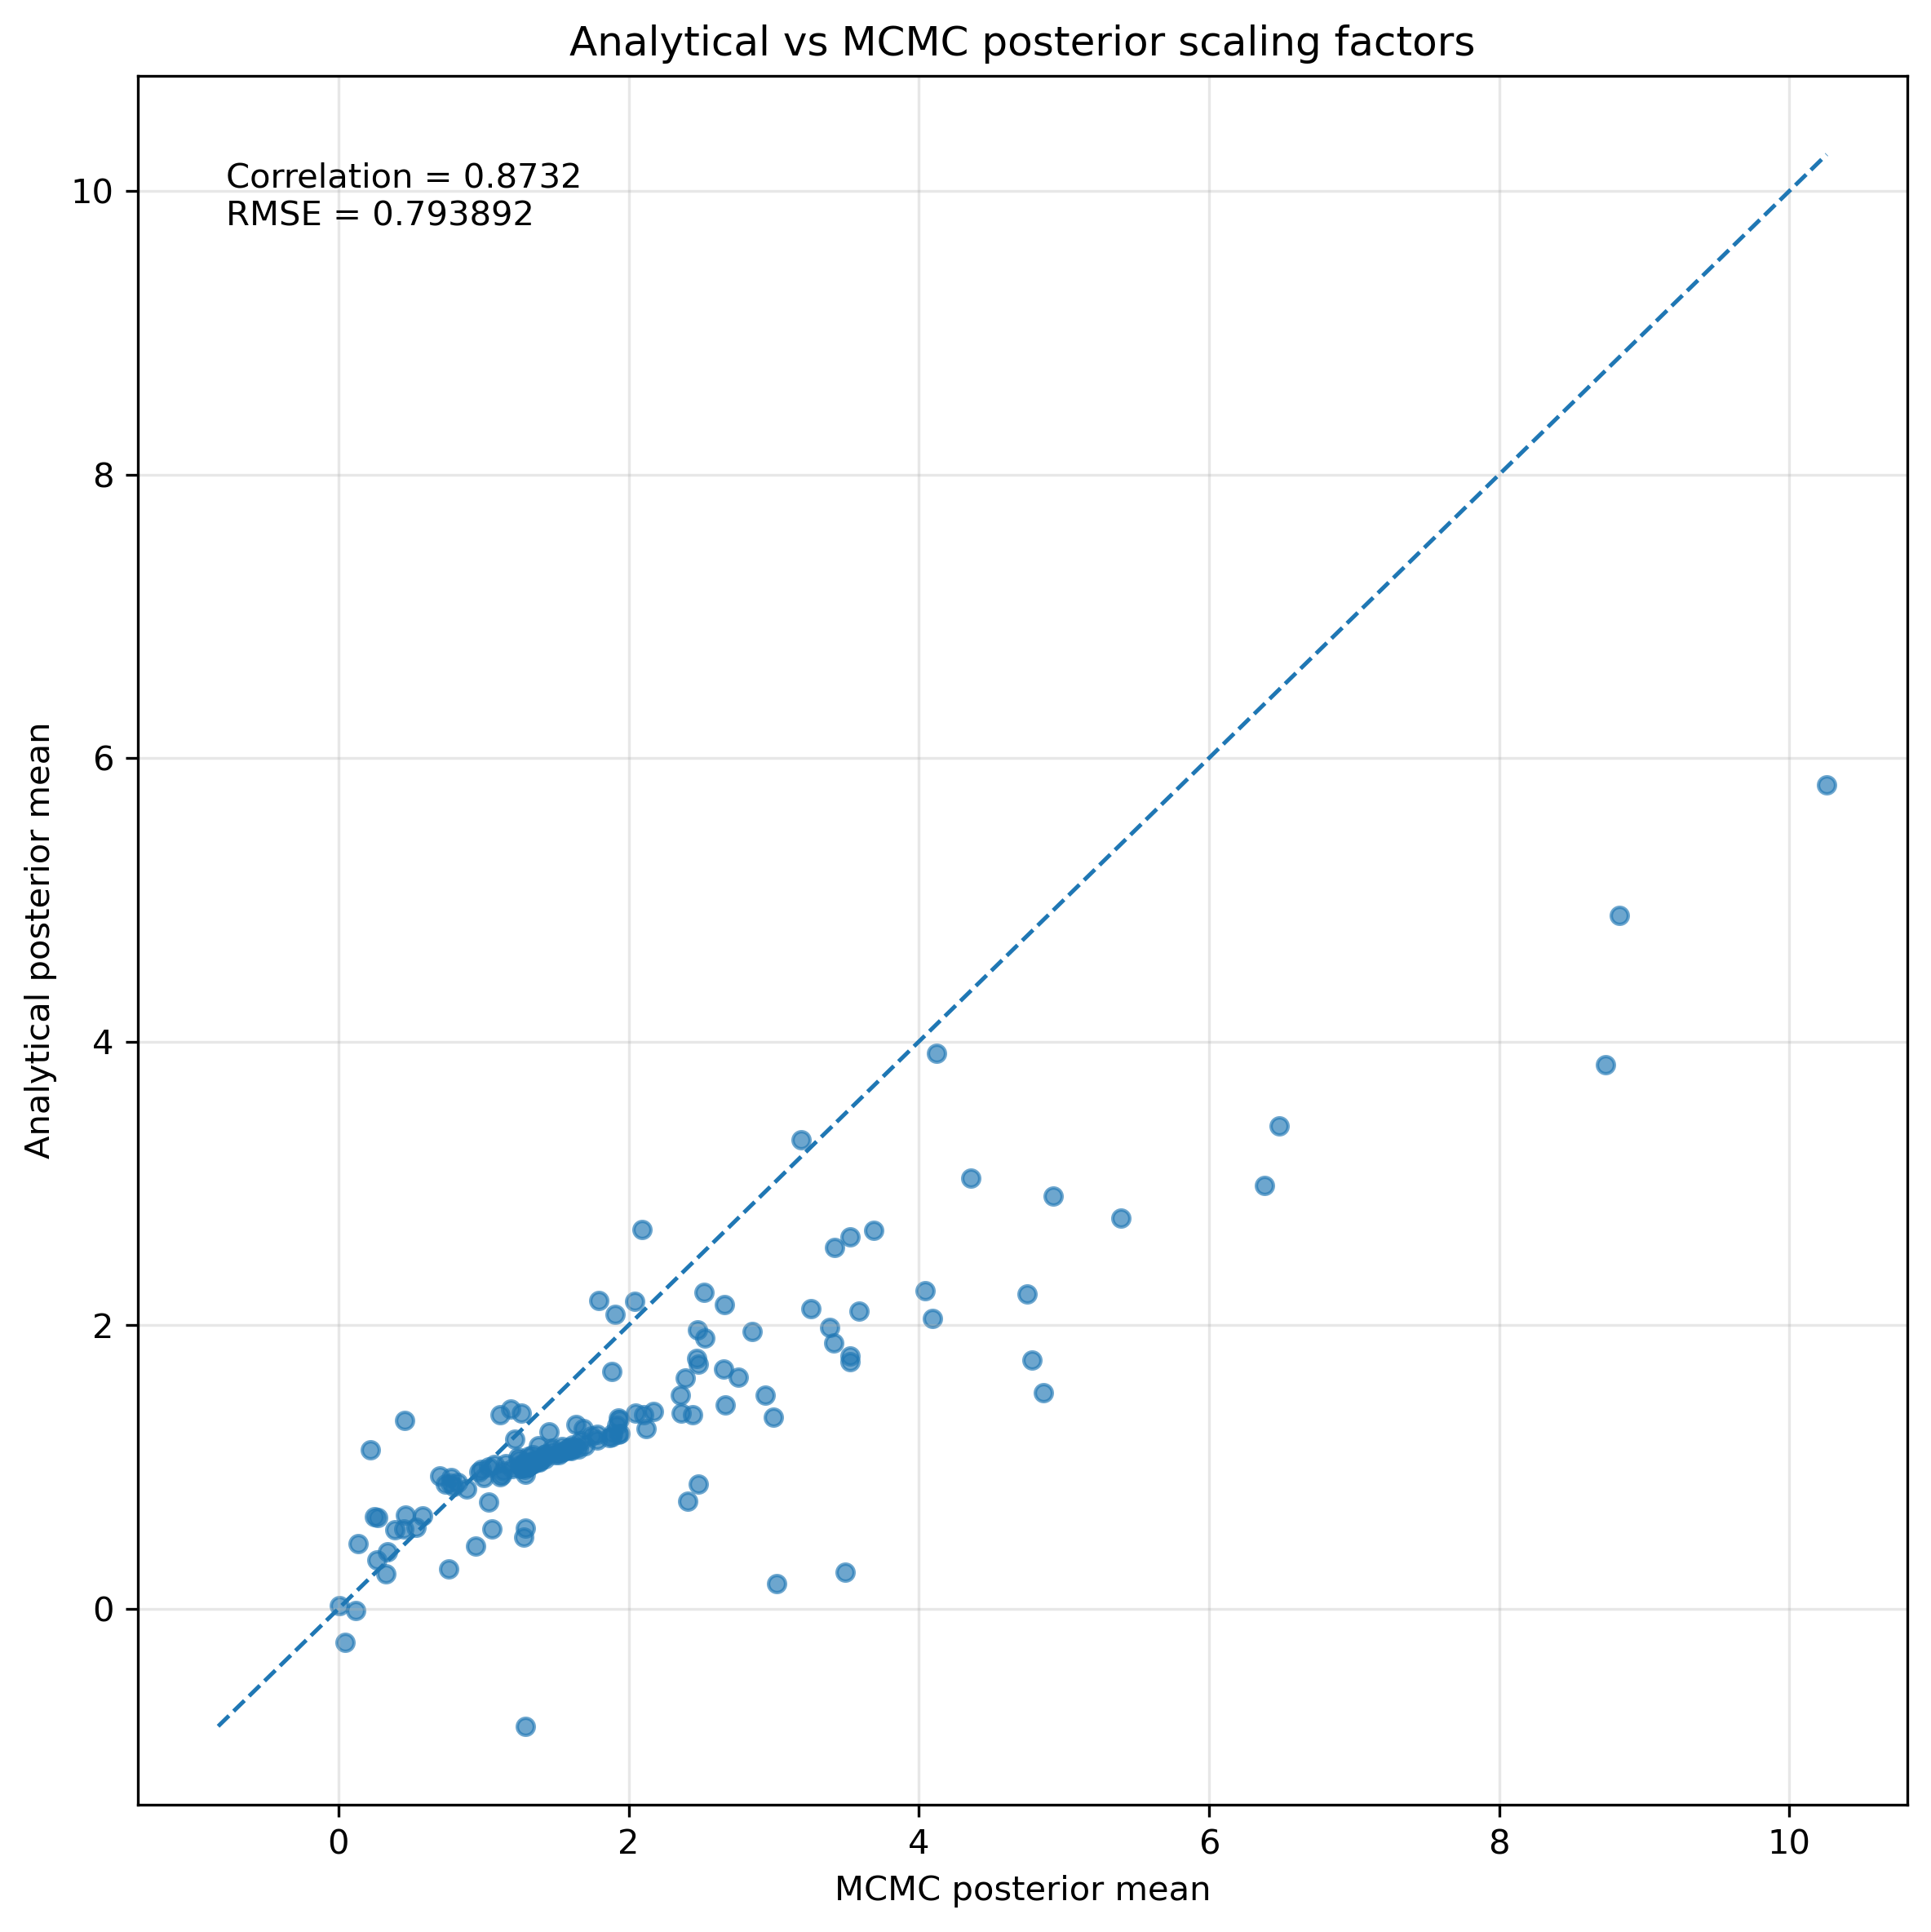 Analytical vs MCMC posterior scaling factors
Correlation = 0.8732
RMSE = 0.793892
10
8
6
4
2
0
Analytical posterior mean
0 2 4 6 8 10
MCMC posterior mean